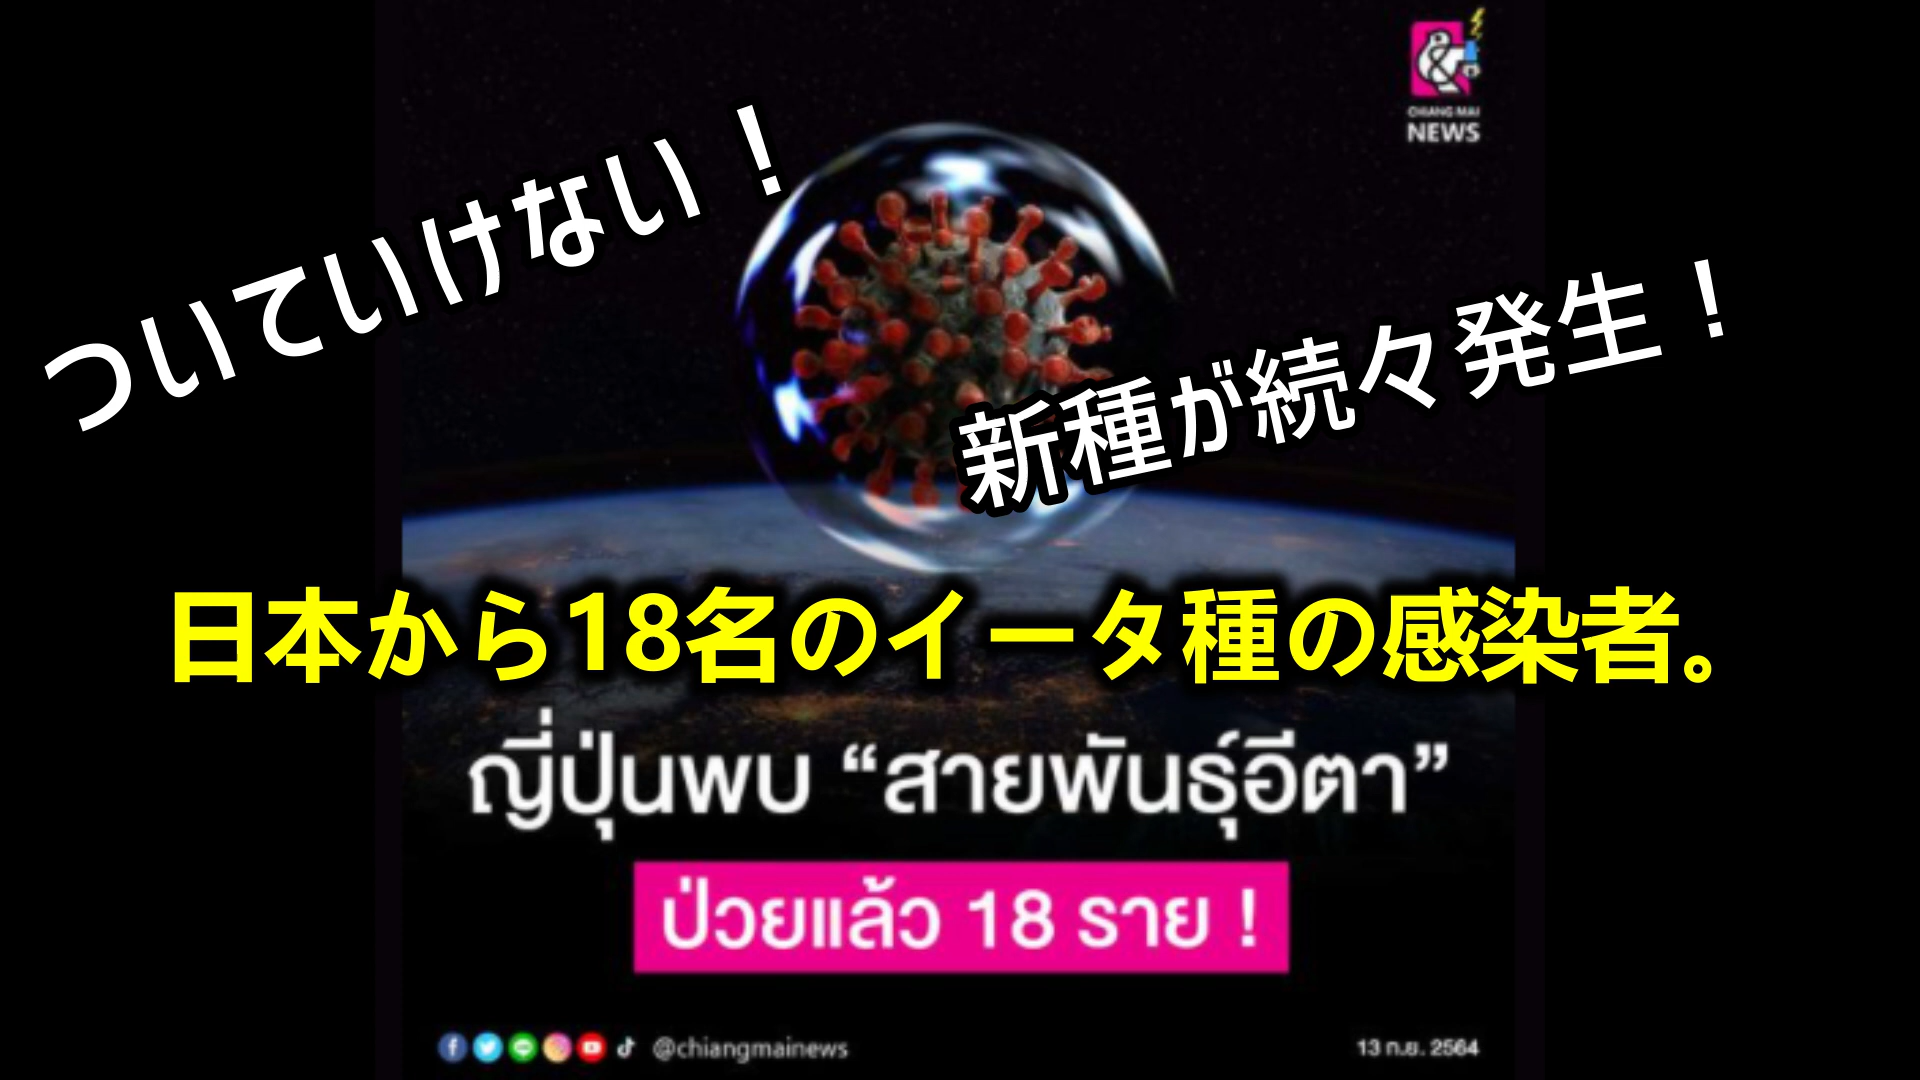 CHIANG MAI
NEWS
ついていけない！
新種が続々発生！
日本から18名のイータ種の感染者。
ญี่ปุ่นพบ “สายพันธุ์อีตา”
ป่วยแล้ว 18 ราย !
@chiangmainews
13 ก.ย. 2564